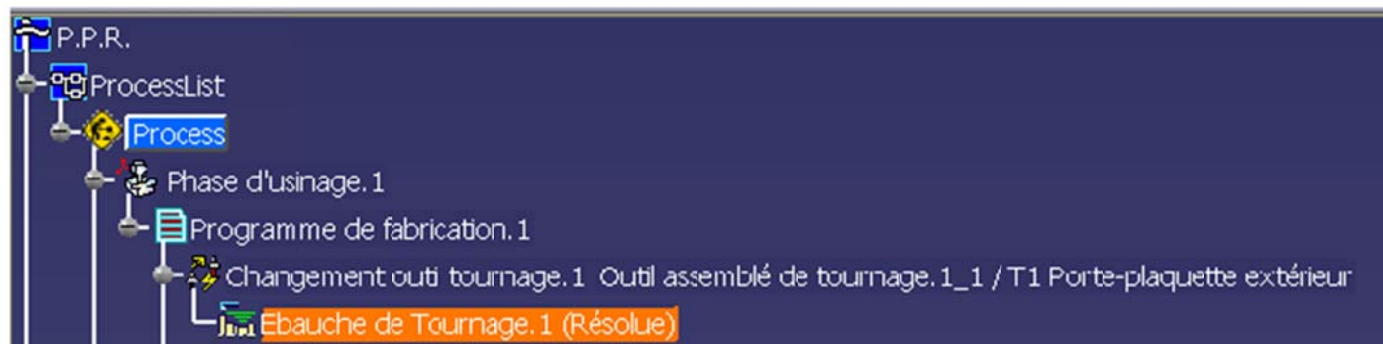 P.P.R.
ProcessList
Process
Phase d'usinage.1
Programme de fabrication.1
Changement outi tournage.1 Outil assemblé de tournage.1_1 / T1 Porte-plaquette extérieur
Ebauche de Tournage.1 (Résolue)